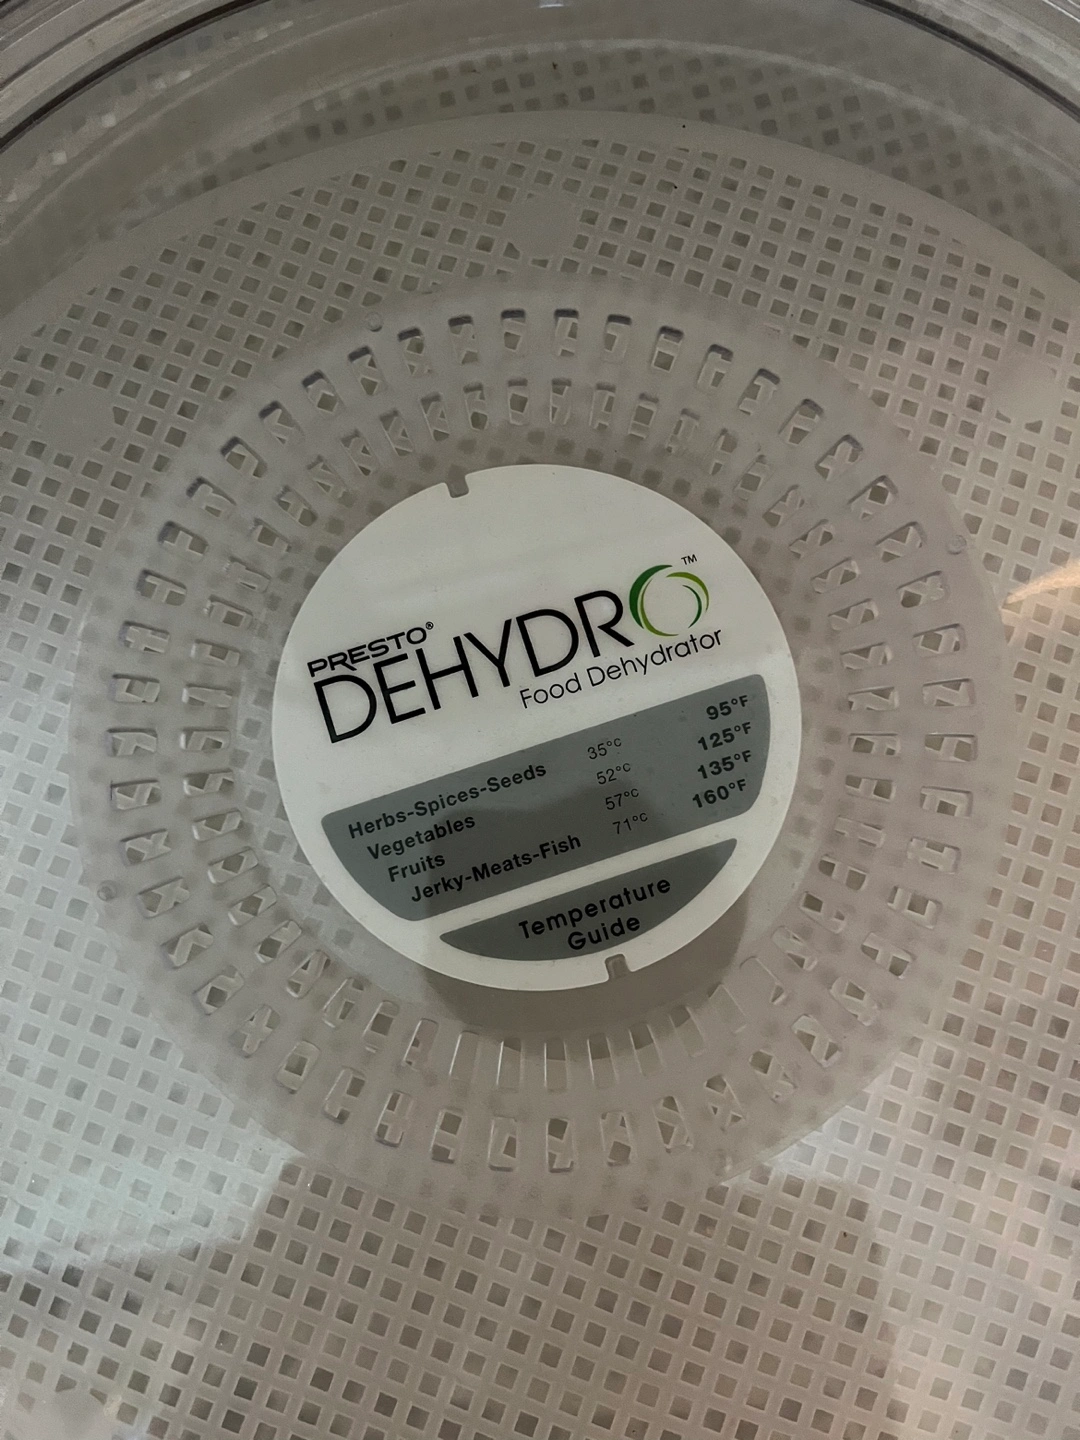 PRESTO®
DEHYDRO™
Food Dehydrator
Herbs-Spices-Seeds 35°C 95°F
Vegetables 52°C 125°F
Fruits 57°C 135°F
Jerky-Meats-Fish 71°C 160°F
Temperature
Guide